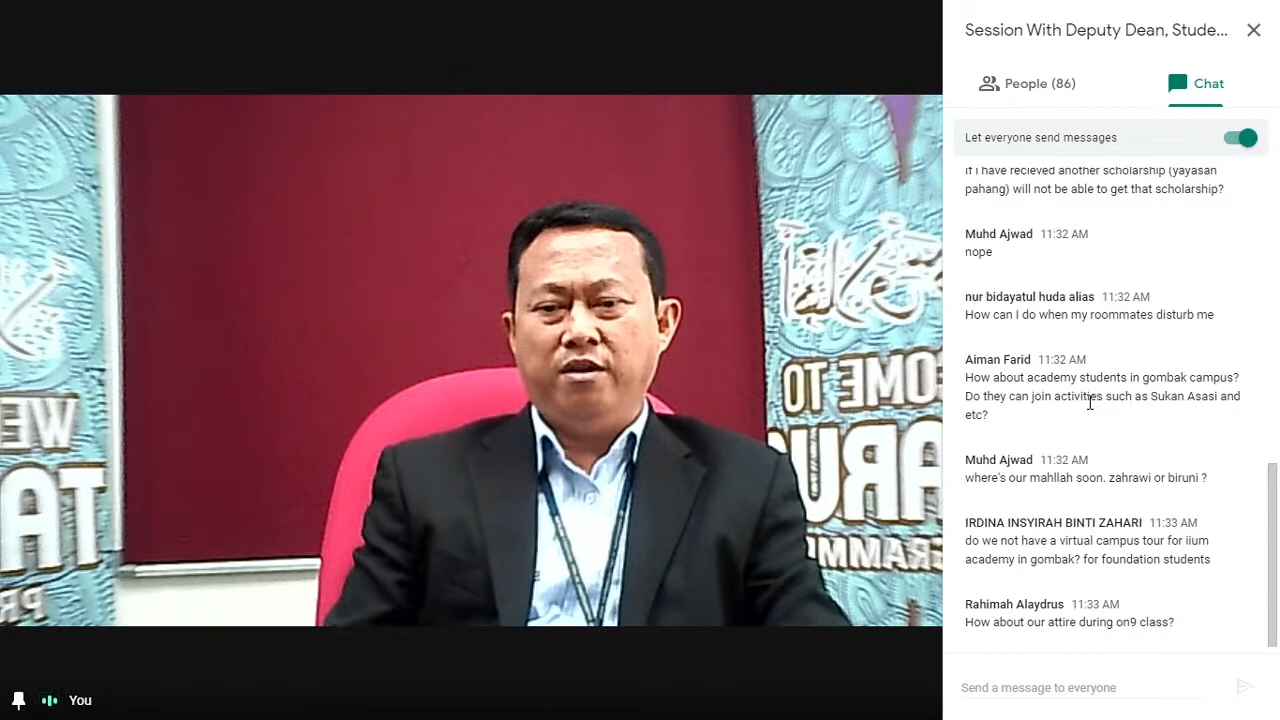 Session With Deputy Dean, Stude...
People (86)
Chat
Let everyone send messages
if I have recieved another scholarship (yayasan
pahang) will not be able to get that scholarship?
Muhd Ajwad 11:32 AM
nope
nur bidayatul huda alias 11:32 AM
How can I do when my roommates disturb me
Aiman Farid 11:32 AM
How about academy students in gombak campus?
Do they can join activities such as Sukan Asasi and
etc?
Muhd Ajwad 11:32 AM
where's our mahllah soon. zahrawi or biruni ?
IRDINA INSYIRAH BINTI ZAHARI 11:33 AM
do we not have a virtual campus tour for iium
academy in gombak? for foundation students
Rahimah Alaydrus 11:33 AM
How about our attire during on9 class?
Send a message to everyone
You
WE
TA
PR
COME TO
ARU